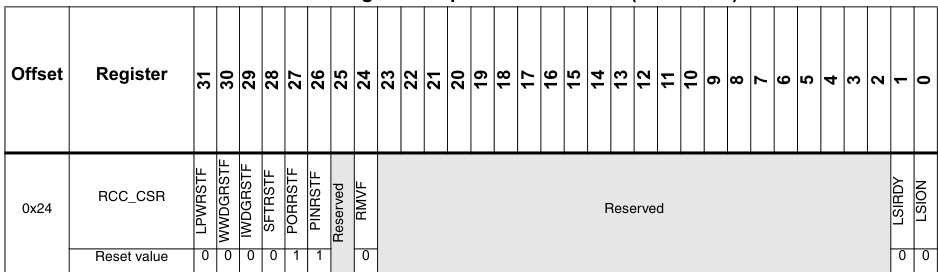 Offset Register 31 30 29 28 27 26 25 24 23 22 21 20 19 18 17 16 15 14 13 12 11 10 9 8 7 6 5 4 3 2 1 0
0x24 RCC_CSR LPWRSTF WWDGRSTF IWDGRSTF SFTRSTF PORRSTF PINRSTF Reserved RMVF Reserved LSIRDY LSION
Reset value 0 0 0 0 1 1 0 0 0